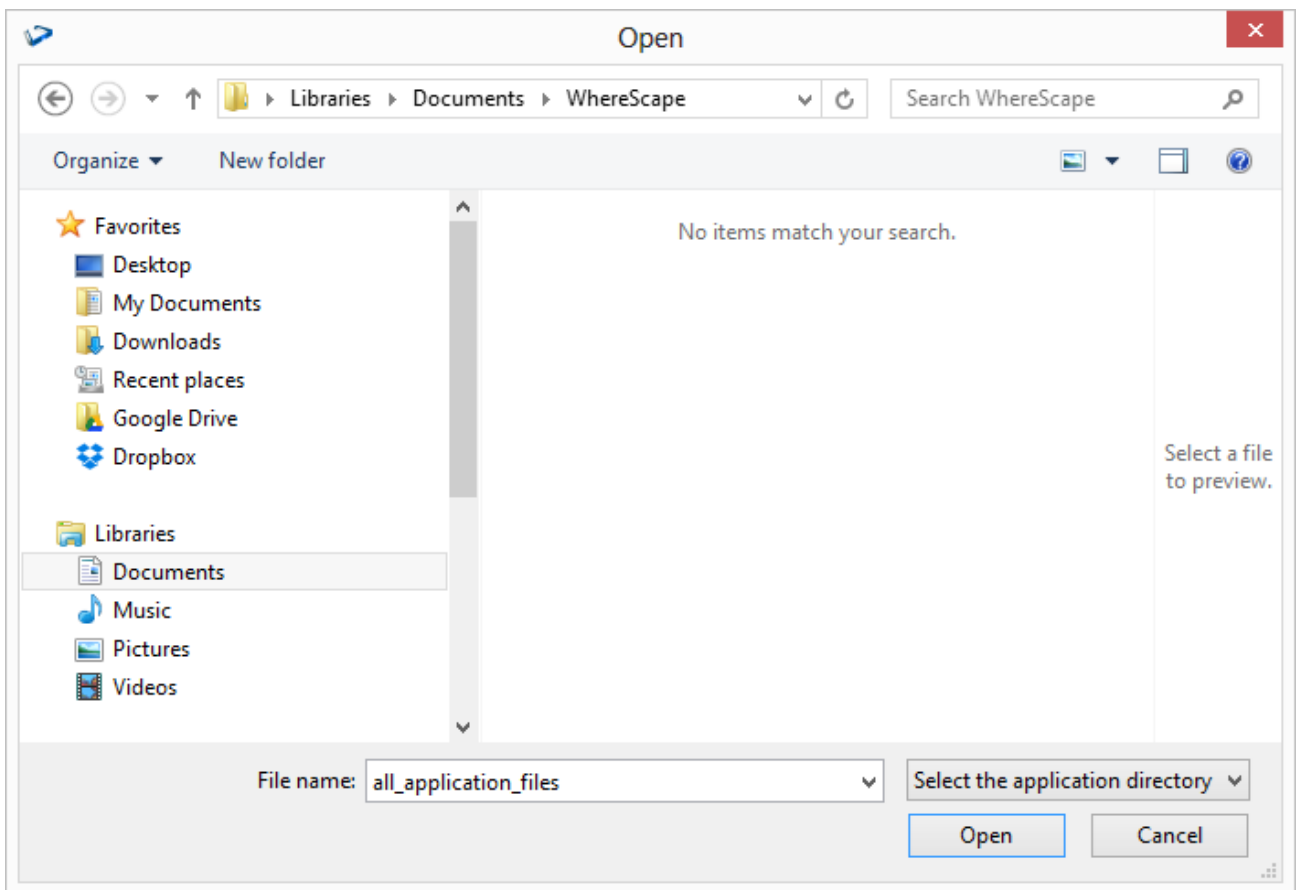 Open
Libraries Documents WhereScape
Search WhereScape
Organize
New folder
Favorites
Desktop
My Documents
Downloads
Recent places
Google Drive
Dropbox
Libraries
Documents
Music
Pictures
Videos
No items match your search.
Select a file
to preview.
File name: all_application_files
Select the application directory
Open
Cancel